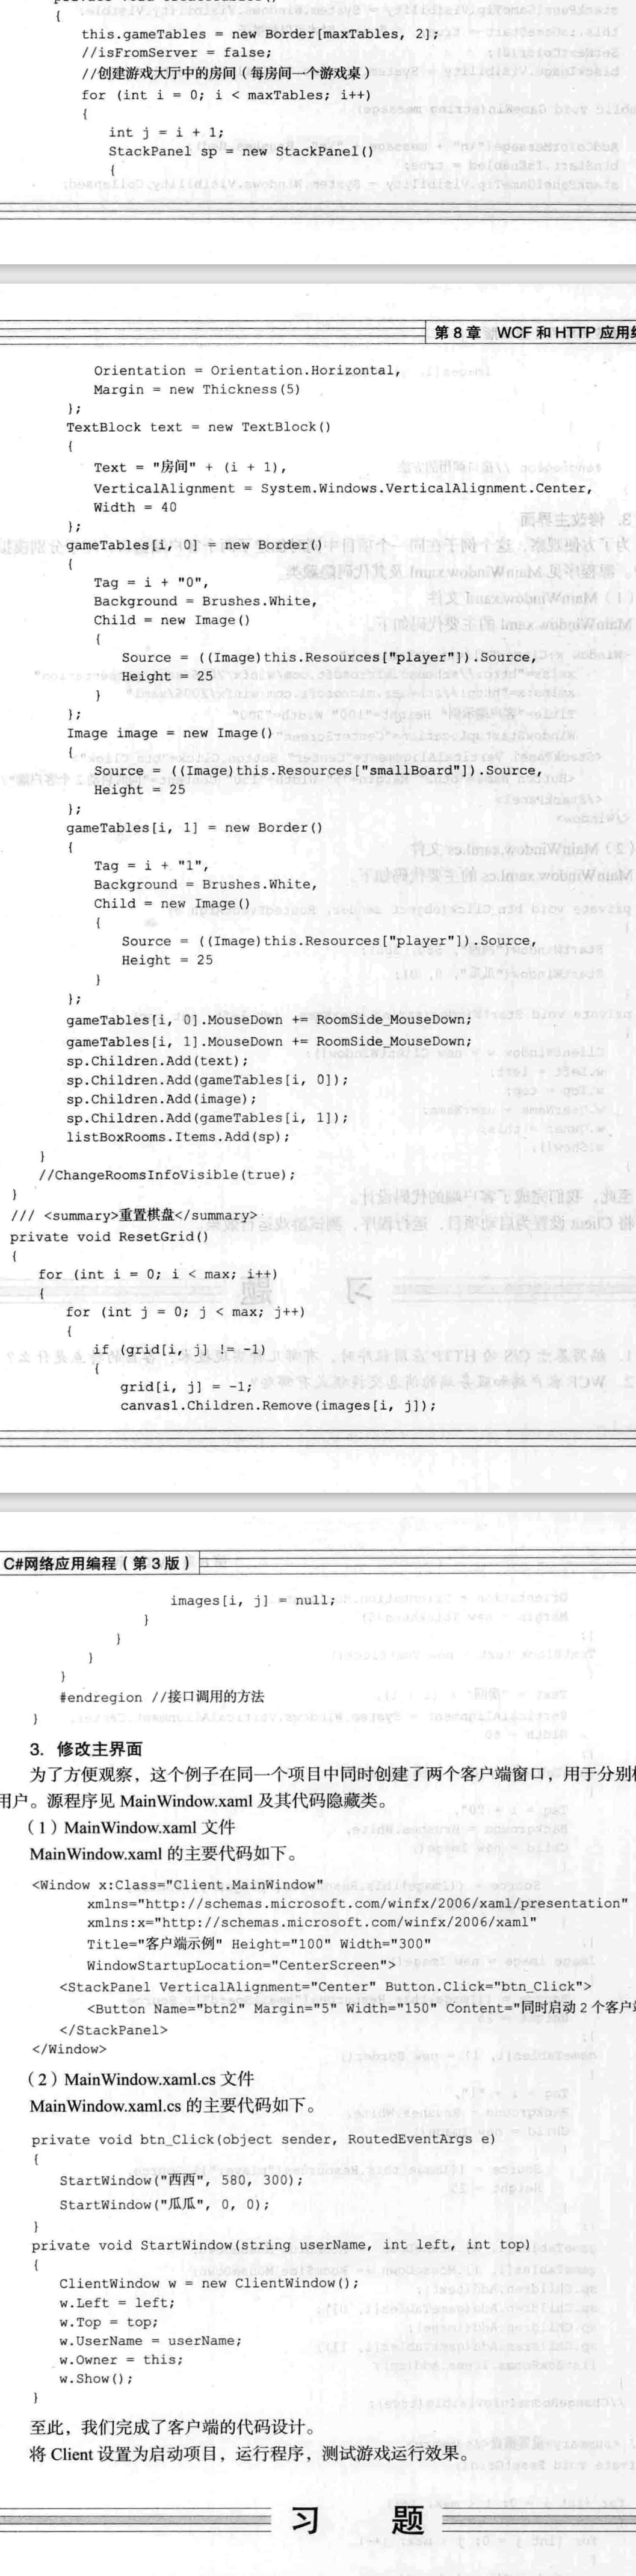 {
this.gameTables = new Border[maxTables, 2];
//isFromServer = false;
//创建游戏大厅中的房间（每房间一个游戏桌）
for (int i = 0; i < maxTables; i++)
{
int j = i + 1;
StackPanel sp = new StackPanel()
{
第 8 章 WCF 和 HTTP 应用
Orientation = Orientation.Horizontal,
Margin = new Thickness(5)
};
TextBlock text = new TextBlock()
{
Text = "房间" + (i + 1),
VerticalAlignment = System.Windows.VerticalAlignment.Center,
Width = 40
};
gameTables[i, 0] = new Border()
{
Tag = i + "0",
Background = Brushes.White,
Child = new Image()
{
Source = ((Image)this.Resources["player"]).Source,
Height = 25
}
};
Image image = new Image()
{
Source = ((Image)this.Resources["smallBoard"]).Source,
Height = 25
};
gameTables[i, 1] = new Border()
{
Tag = i + "1",
Background = Brushes.White,
Child = new Image()
{
Source = ((Image)this.Resources["player"]).Source,
Height = 25
}
};
gameTables[i, 0].MouseDown += RoomSide_MouseDown;
gameTables[i, 1].MouseDown += RoomSide_MouseDown;
sp.Children.Add(text);
sp.Children.Add(gameTables[i, 0]);
sp.Children.Add(image);
sp.Children.Add(gameTables[i, 1]);
listBoxRooms.Items.Add(sp);
}
//ChangeRoomsInfoVisible(true);
}
/// <summary>重置棋盘</summary>
private void ResetGrid()
{
for (int i = 0; i < max; i++)
{
for (int j = 0; j < max; j++)
{
if (grid[i, j] != -1)
{
grid[i, j] = -1;
canvas1.Children.Remove(images[i, j]);
C#网络应用编程（第 3 版）
images[i, j] = null;
}
}
}
}
#endregion //接口调用的方法
}
3. 修改主界面
为了方便观察，这个例子在同一个项目中同时创建了两个客户端窗口，用于分别
用户。源程序见 MainWindow.xaml 及其代码隐藏类。
（1）MainWindow.xaml 文件
MainWindow.xaml 的主要代码如下。
<Window x:Class="Client.MainWindow"
xmlns="http://schemas.microsoft.com/winfx/2006/xaml/presentation"
xmlns:x="http://schemas.microsoft.com/winfx/2006/xaml"
Title="客户端示例" Height="100" Width="300"
WindowStartupLocation="CenterScreen">
<StackPanel VerticalAlignment="Center" Button.Click="btn_Click">
<Button Name="btn2" Margin="5" Width="150" Content="同时启动 2 个客户
</StackPanel>
</Window>
（2）MainWindow.xaml.cs 文件
MainWindow.xaml.cs 的主要代码如下。
private void btn_Click(object sender, RoutedEventArgs e)
{
StartWindow("西西", 580, 300);
StartWindow("瓜瓜", 0, 0);
}
private void StartWindow(string userName, int left, int top)
{
ClientWindow w = new ClientWindow();
w.Left = left;
w.Top = top;
w.UserName = userName;
w.Owner = this;
w.Show();
}
至此，我们完成了客户端的代码设计。
将 Client 设置为启动项目，运行程序，测试游戏运行效果。
习 题